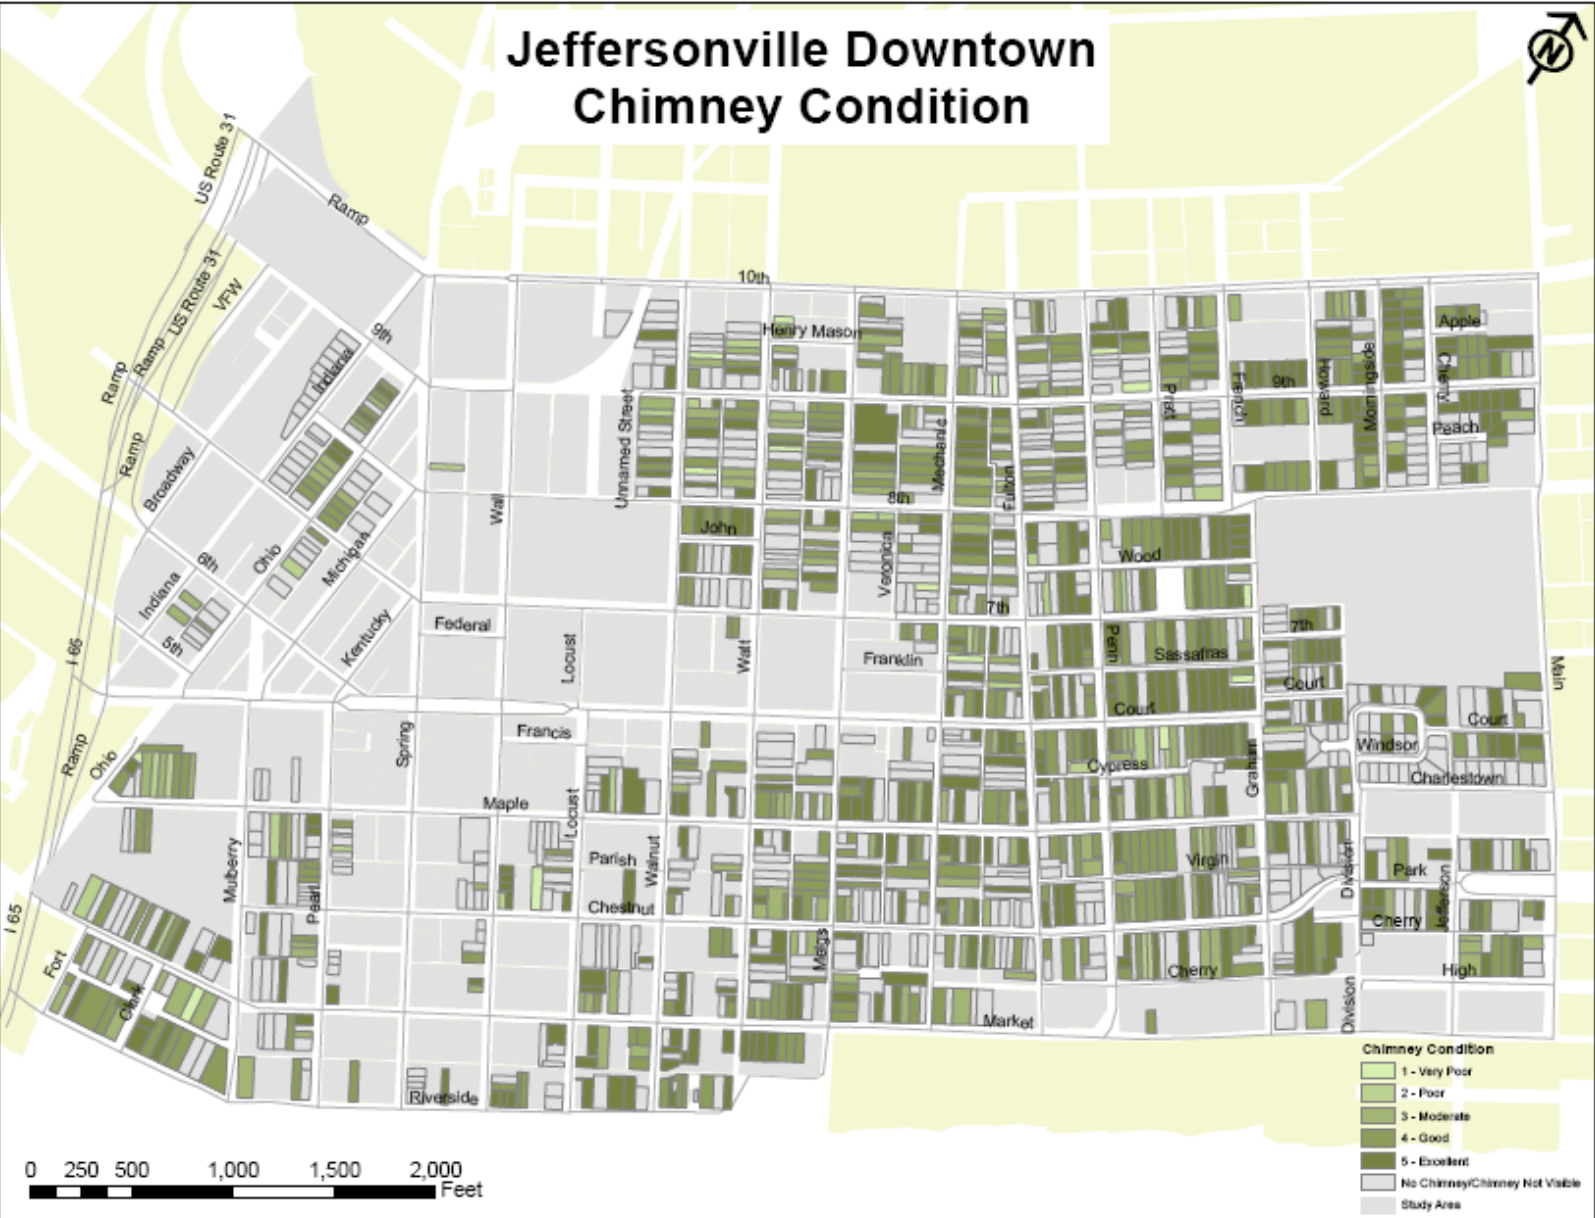 Jeffersonville Downtown
Chimney Condition
N
US Route 31
Ramp
US Route 31
VFW
10th
Henry Mason
Apple
9th
Indiana
Ramp
Ramp
Unnamed Street
Mechanic
Fulton
Pratt
French
9th
Howard
Morningside
Cherry
Peach
Ramp
Broadway
Wall
8th
John
Veronica
Wood
6th
Ohio
Michigan
Indiana
5th
Kentucky
Federal
Locust
Watt
7th
Franklin
Penn
Sassafras
7th
Court
Court
Main
I 65
Ramp
Ohio
Spring
Francis
Cypress
Graham
Windsor
Court
Charlestown
Maple
Locust
Mulberry
Pearl
Parish
Walnut
Chestnut
Virgin
Division
Park
Jefferson
Cherry
I 65
Fort
Clark
Meigs
Cherry
High
Market
Division
Riverside
Chimney Condition
1 - Very Poor
2 - Poor
3 - Moderate
4 - Good
5 - Excellent
No Chimney/Chimney Not Visible
Study Area
0 250 500 1,000 1,500 2,000
Feet